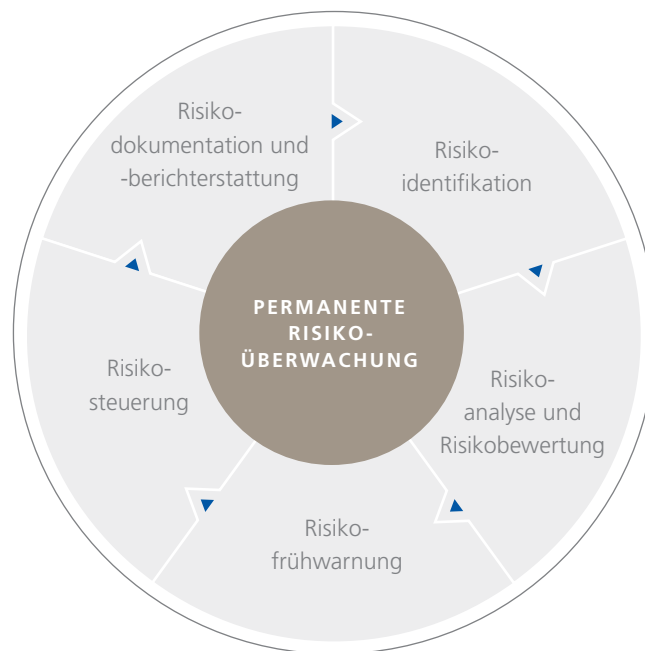 Risiko-
dokumentation und
-berichterstattung
Risiko-
identifikation
PERMANENTE
RISIKO-
ÜBERWACHUNG
Risiko-
steuerung
Risiko-
analyse und
Risikobewertung
Risiko-
frühwarnung